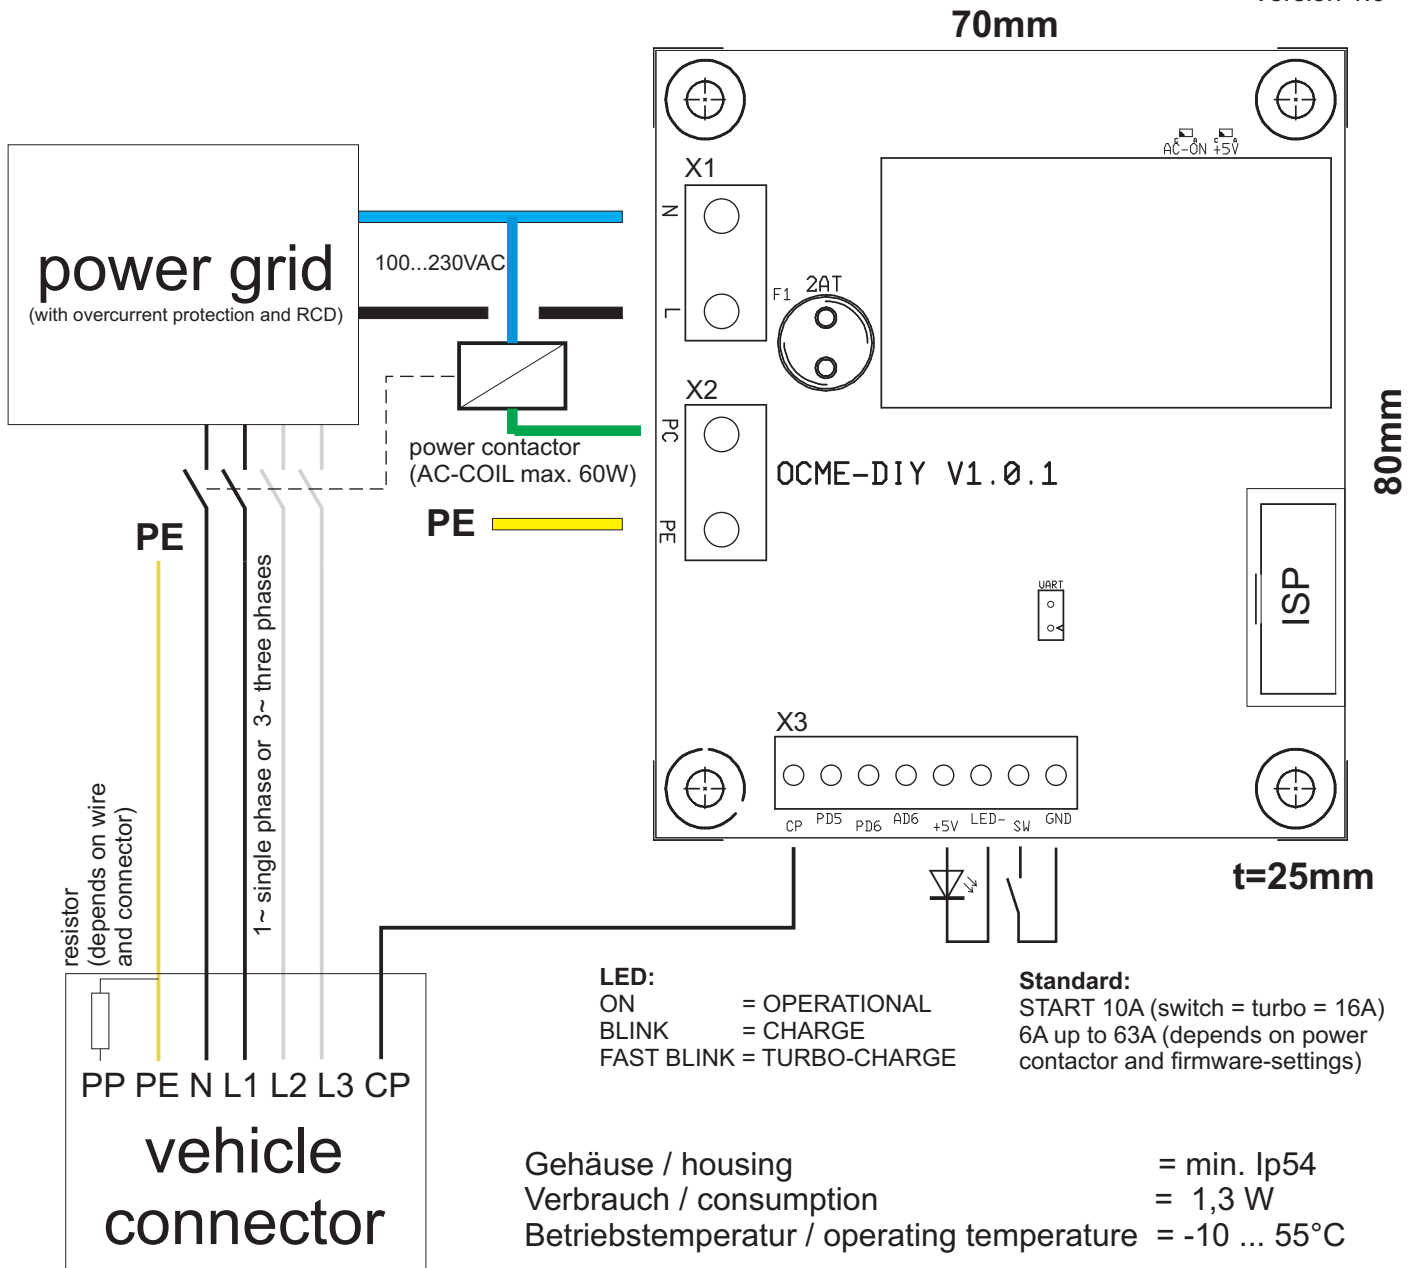 70mm
AC-ON +5V
X1
N
L
power grid
(with overcurrent protection and RCD)
100...230VAC
F1
2AT
X2
PC
PE
power contactor
(AC-COIL max. 60W)
OCME-DIY V1.0.1
80mm
PE
PE
UART
ISP
1~ single phase or 3~ three phases
X3
CP PD5 PD6 AD6 +5V LED- SW GND
t=25mm
resistor
(depends on wire
and connector)
LED:
ON = OPERATIONAL
BLINK = CHARGE
FAST BLINK = TURBO-CHARGE
Standard:
START 10A (switch = turbo = 16A)
6A up to 63A (depends on power
contactor and firmware-settings)
PP PE N L1 L2 L3 CP
vehicle
connector
Gehäuse / housing = min. Ip54
Verbrauch / consumption = 1,3 W
Betriebstemperatur / operating temperature = -10 ... 55°C